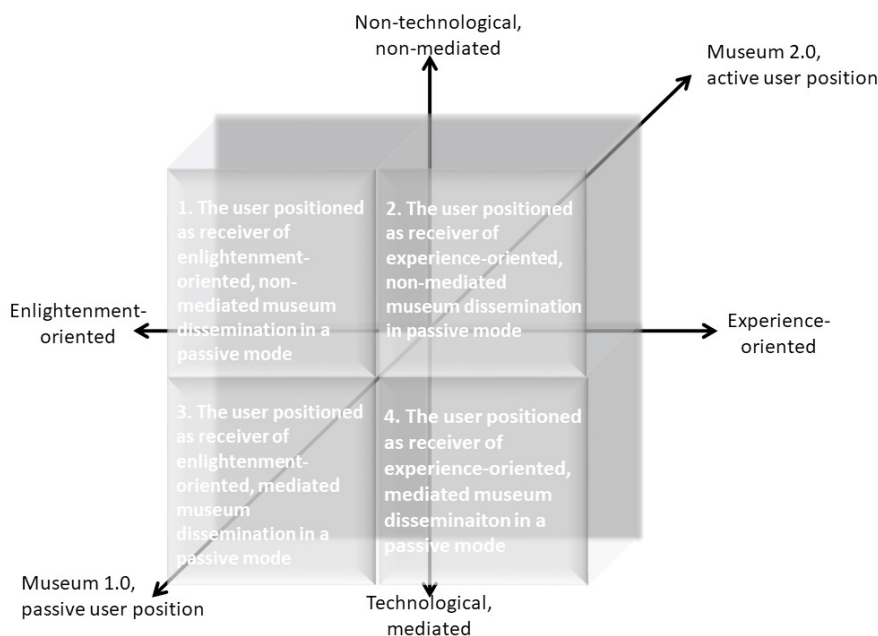 Non-technological,
non-mediated
Museum 2.0,
active user position
1. The user positioned
as receiver of
enlightenment-
oriented, non-
mediated museum
dissemination in a
passive mode
2. The user positioned
as receiver of
experience-oriented,
non-mediated
museum dissemination
in passive mode
Enlightenment-
oriented
Experience-
oriented
3. The user positioned
as receiver of
enlightenment-
oriented, mediated
museum
dissemination in a
passive mode
4. The user positioned
as receiver of
experience-oriented,
mediated museum
disseminaiton in a
passive mode
Museum 1.0,
passive user position
Technological,
mediated